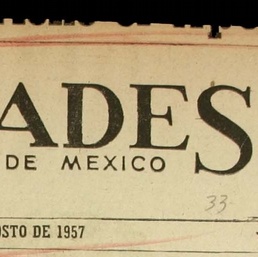 ADES
DE MEXICO
33
OSTO DE 1957